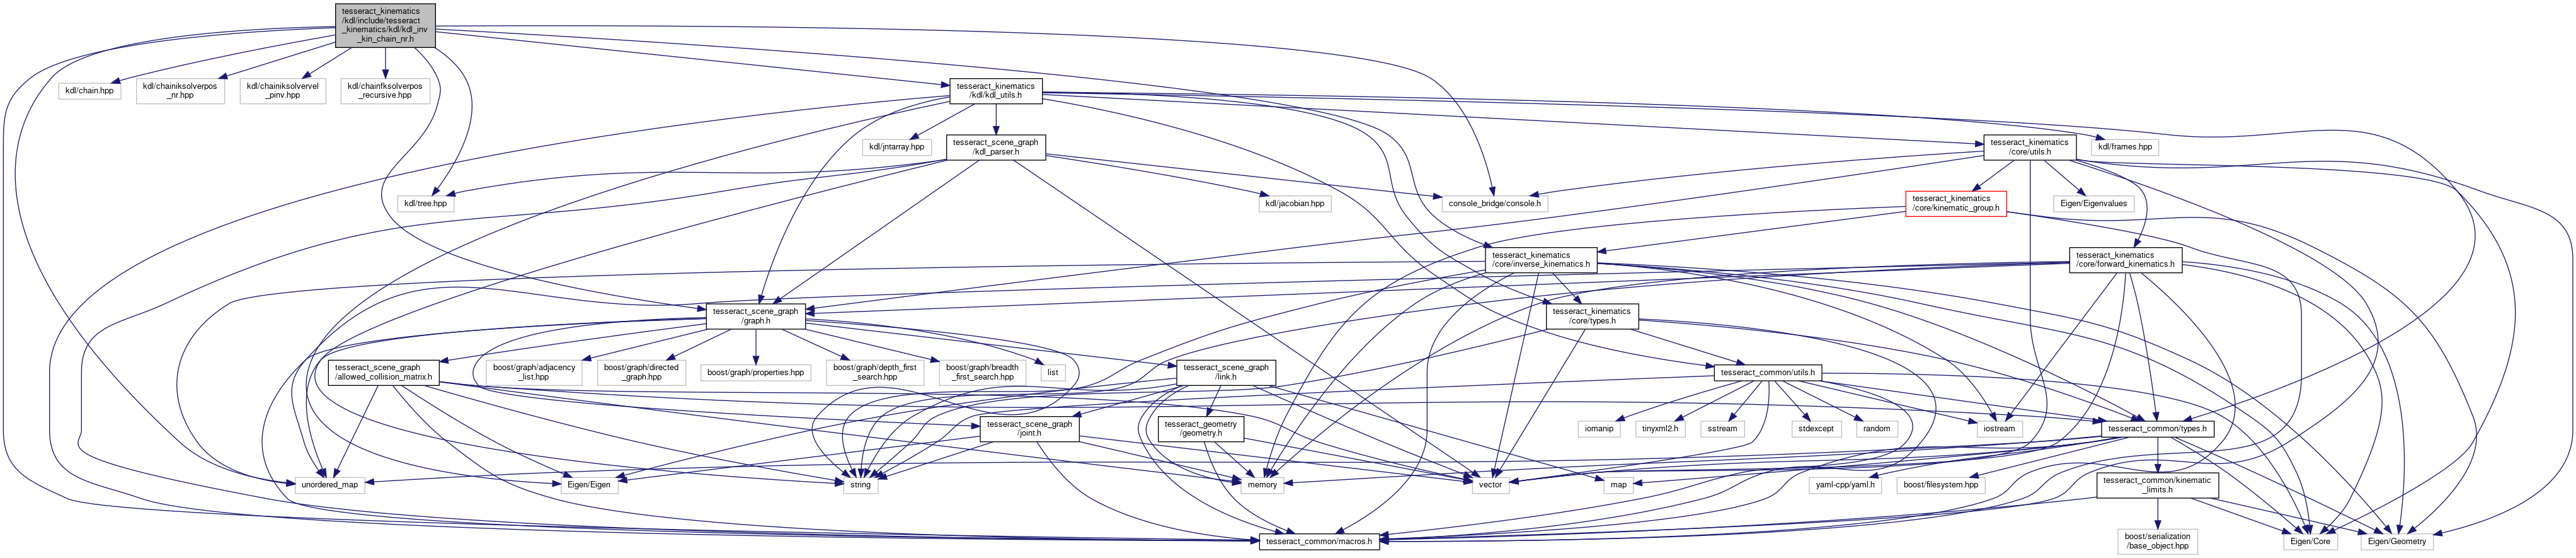 tesseract_kinematics
/kdl/include/tesseract
_kinematics/kdl/kdl_inv
_kin_chain_nr.h
kdl/chain.hpp
kdl/chainiksolverpos
_nr.hpp
kdl/chainiksolvervel
_pinv.hpp
kdl/chainfksolverpos
_recursive.hpp
tesseract_kinematics
/kdl/kdl_utils.h
kdl/jntarray.hpp
tesseract_scene_graph
/kdl_parser.h
tesseract_kinematics
/core/utils.h
kdl/frames.hpp
kdl/tree.hpp
kdl/jacobian.hpp
console_bridge/console.h
tesseract_kinematics
/core/kinematic_group.h
Eigen/Eigenvalues
tesseract_kinematics
/core/inverse_kinematics.h
tesseract_kinematics
/core/forward_kinematics.h
tesseract_scene_graph
/graph.h
tesseract_kinematics
/core/types.h
tesseract_scene_graph
/allowed_collision_matrix.h
boost/graph/adjacency
_list.hpp
boost/graph/directed
_graph.hpp
boost/graph/properties.hpp
boost/graph/depth_first
_search.hpp
boost/graph/breadth
_first_search.hpp
list
tesseract_scene_graph
/link.h
tesseract_common/utils.h
tesseract_scene_graph
/joint.h
tesseract_geometry
/geometry.h
iomanip
tinyxml2.h
sstream
stdexcept
random
iostream
tesseract_common/types.h
unordered_map
Eigen/Eigen
string
memory
vector
map
yaml-cpp/yaml.h
boost/filesystem.hpp
tesseract_common/kinematic
_limits.h
tesseract_common/macros.h
boost/serialization
/base_object.hpp
Eigen/Core
Eigen/Geometry